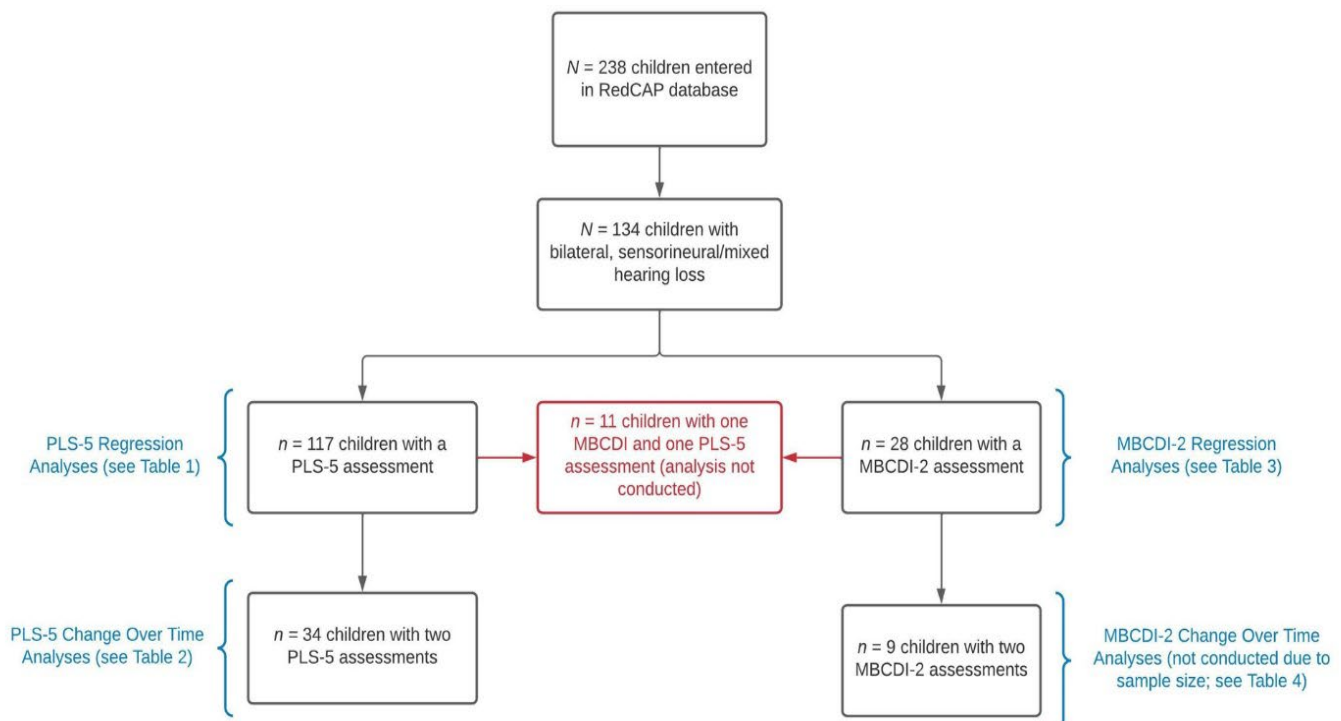 N = 238 children entered
in RedCAP database
N = 134 children with
bilateral, sensorineural/mixed
hearing loss
PLS-5 Regression
Analyses (see Table 1)
n = 117 children with a
PLS-5 assessment
n = 11 children with one
MBCDI and one PLS-5
assessment (analysis not
conducted)
n = 28 children with a
MBCDI-2 assessment
MBCDI-2 Regression
Analyses (see Table 3)
PLS-5 Change Over Time
Analyses (see Table 2)
n = 34 children with two
PLS-5 assessments
n = 9 children with two
MBCDI-2 assessments
MBCDI-2 Change Over Time
Analyses (not conducted due to
sample size; see Table 4)